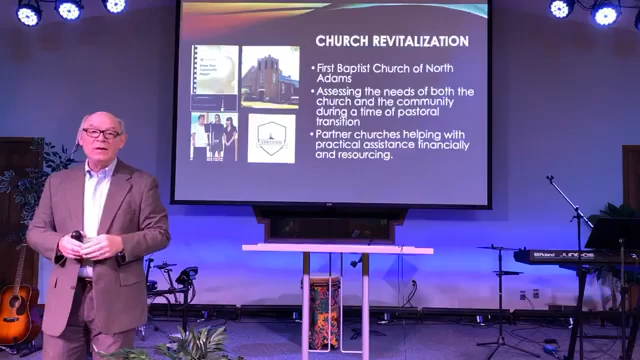 CHURCH REVITALIZATION
• First Baptist Church of North
Adams
• Assessing the needs of both the
church and the community
during a time of pastoral
transition
• Partner churches helping with
practical assistance financially
and resourcing.
Roland JUNO-DS